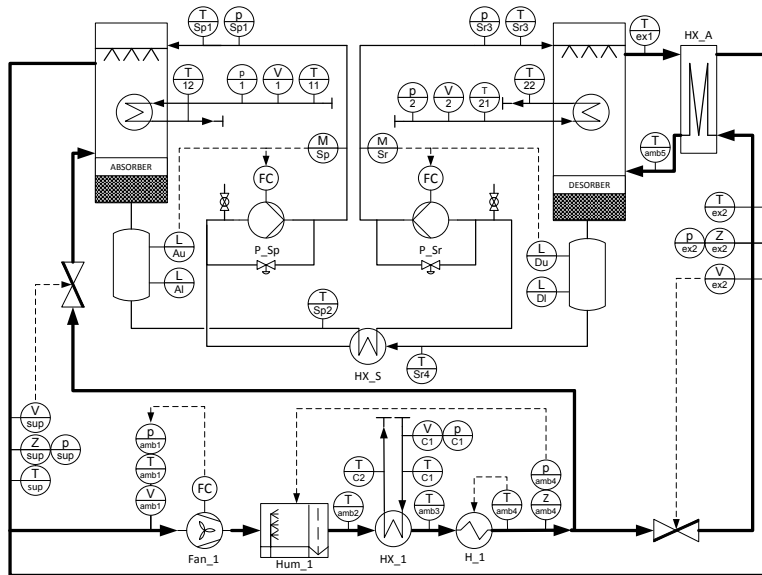 T Sp1
p Sp1
p Sr3
T Sr3
T ex1
HX_A
T 12
p 1
V 1
T 11
p 2
V 2
T 21
T 22
M Sp
M Sr
T amb5
ABSORBER
FC
FC
DESORBER
P_Sp
P_Sr
L Au
L Al
L Du
L Dl
T ex2
p ex2
Z ex2
V ex2
T Sp2
T Sr4
HX_S
V sup
Z sup
p sup
T sup
p amb1
T amb1
V amb1
FC
Fan_1
Hum_1
T amb2
T C2
V C1
p C1
T C1
HX_1
T amb3
H_1
T amb4
p amb4
Z amb4